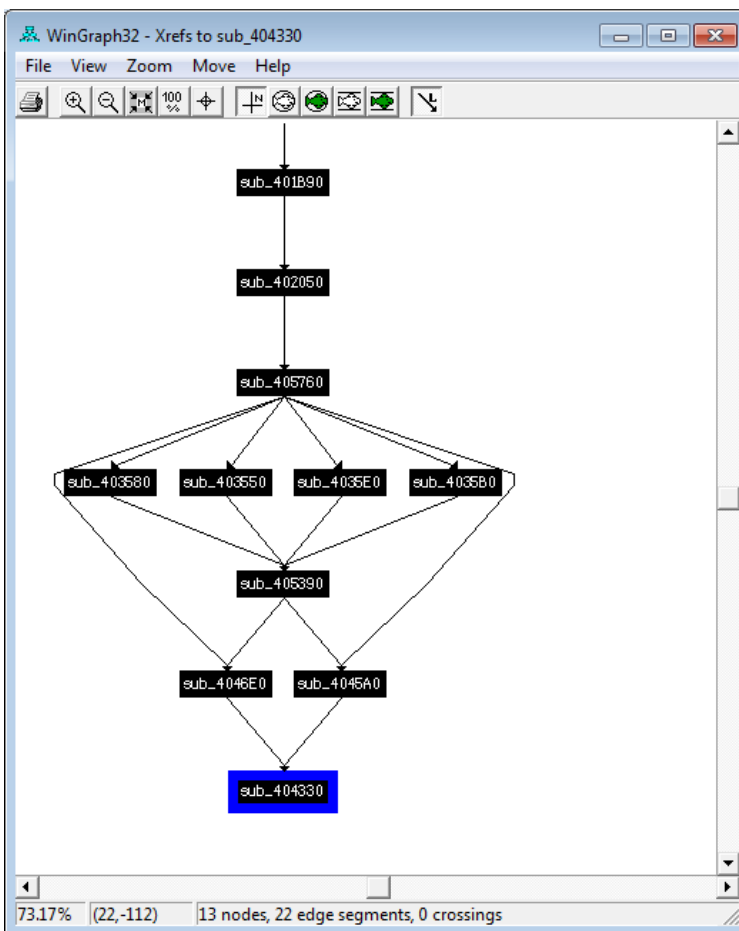 WinGraph32 - Xrefs to sub_404330
File View Zoom Move Help
100 %
sub_401B90
sub_402050
sub_405760
sub_403580 sub_403550 sub_4035E0 sub_4035B0
sub_405390
sub_4046E0 sub_4045A0
sub_404330
73.17% (22,-112) 13 nodes, 22 edge segments, 0 crossings